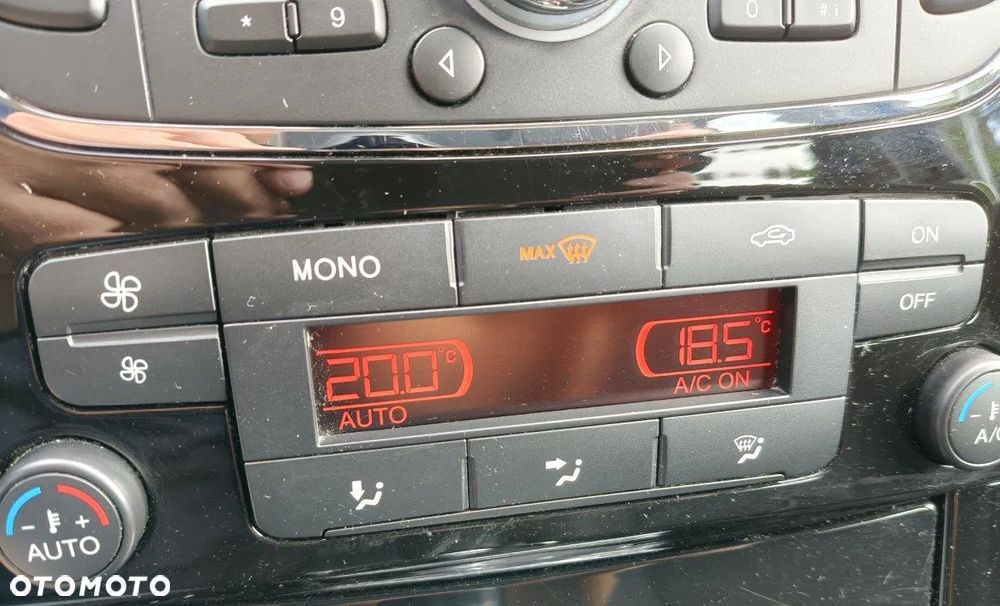 * 9 0 # i
MONO MAX ON
OFF
20.0°C 18.5°C
AUTO A/C ON
- + AUTO
- A/C
OTOMOTO